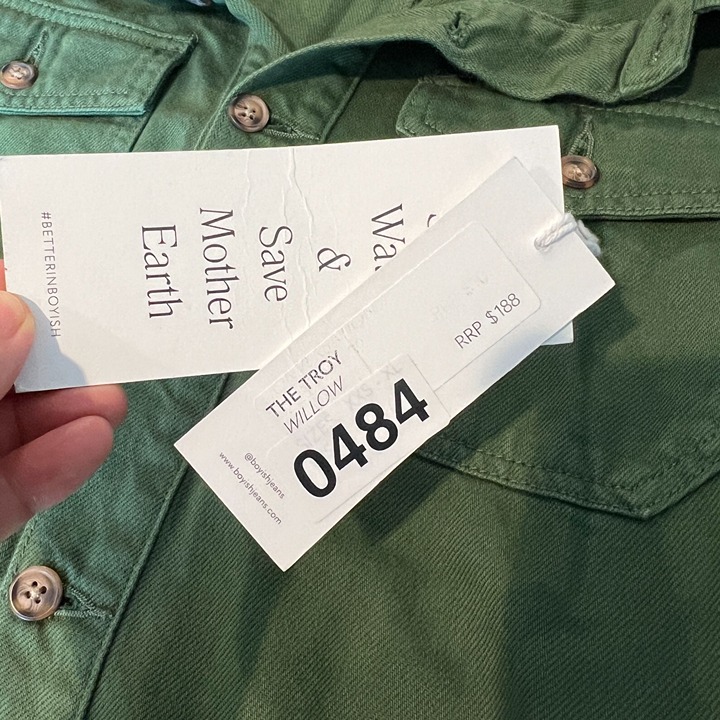 Wa
&
Save
Mother
Earth
#BETTERINBOYISH
RRP $188
THE TROY
WILLOW
0484
@boyishjeans
www.boyishjeans.com